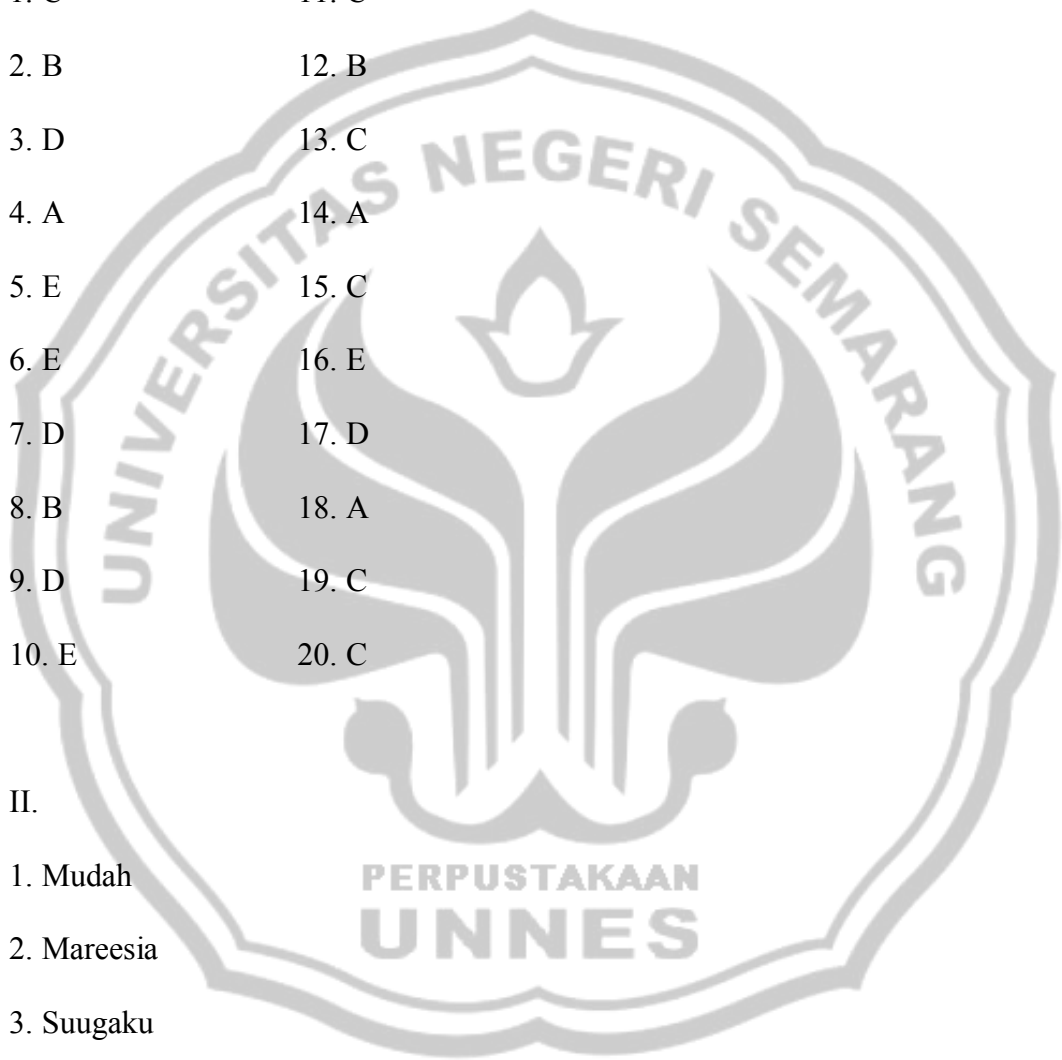 2. B 12. B
3. D 13. C
4. A 14. A
5. E 15. C
6. E 16. E
7. D 17. D
8. B 18. A
9. D 19. C
10. E 20. C
II.
1. Mudah
2. Mareesia
3. Suugaku
UNIVERSITAS NEGERI SEMARANG
PERPUSTAKAAN
UNNES